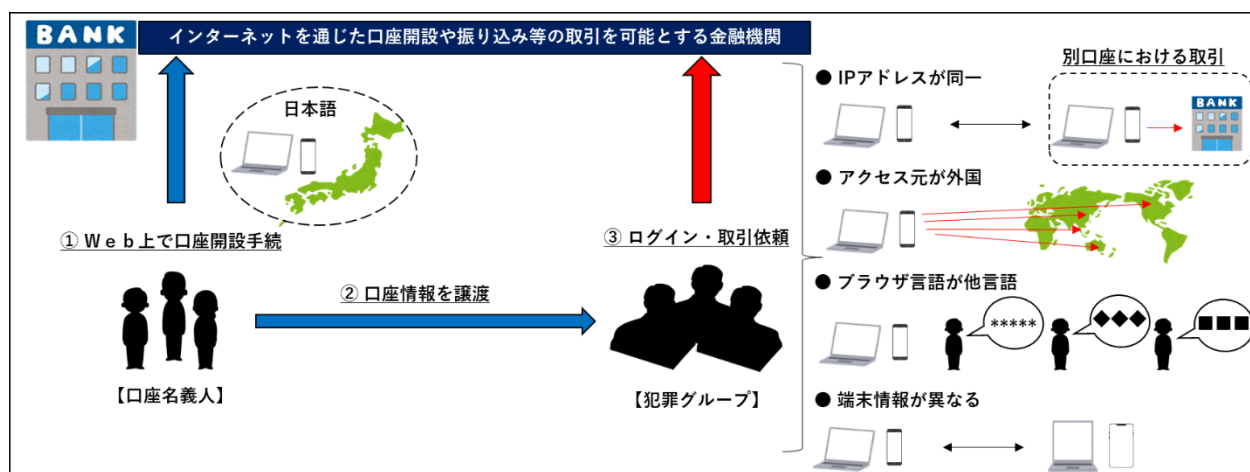 BANK
インターネットを通じた口座開設や振り込み等の取引を可能とする金融機関
日本語
① Ｗｅｂ上で口座開設手続
② 口座情報を譲渡
③ ログイン・取引依頼
【口座名義人】
【犯罪グループ】
● IPアドレスが同一
別口座における取引
BANK
● アクセス元が外国
● ブラウザ言語が他言語
*****
◆◆◆
■■■
● 端末情報が異なる